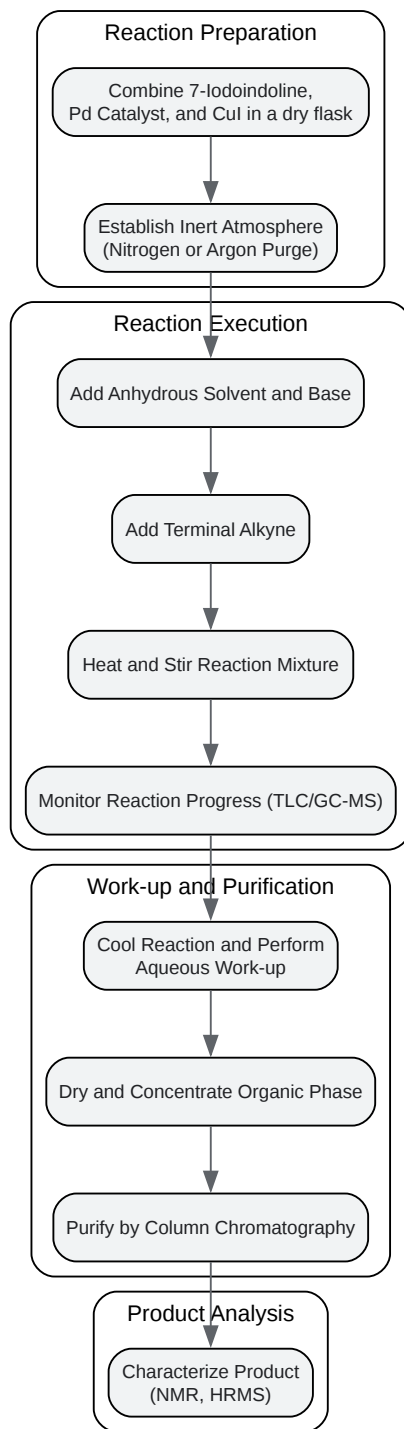 Reaction Preparation
Combine 7-Iodoindoline,
Pd Catalyst, and CuI in a dry flask
Establish Inert Atmosphere
(Nitrogen or Argon Purge)
Reaction Execution
Add Anhydrous Solvent and Base
Add Terminal Alkyne
Heat and Stir Reaction Mixture
Monitor Reaction Progress (TLC/GC-MS)
Work-up and Purification
Cool Reaction and Perform
Aqueous Work-up
Dry and Concentrate Organic Phase
Purify by Column Chromatography
Product Analysis
Characterize Product
(NMR, HRMS)